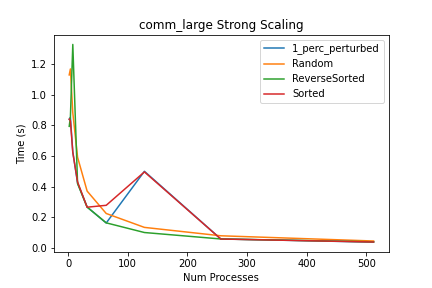 comm_large Strong Scaling
1_perc_perturbed
Random
ReverseSorted
Sorted
Time (s)
1.2
1.0
0.8
0.6
0.4
0.2
0.0
0 100 200 300 400 500
Num Processes